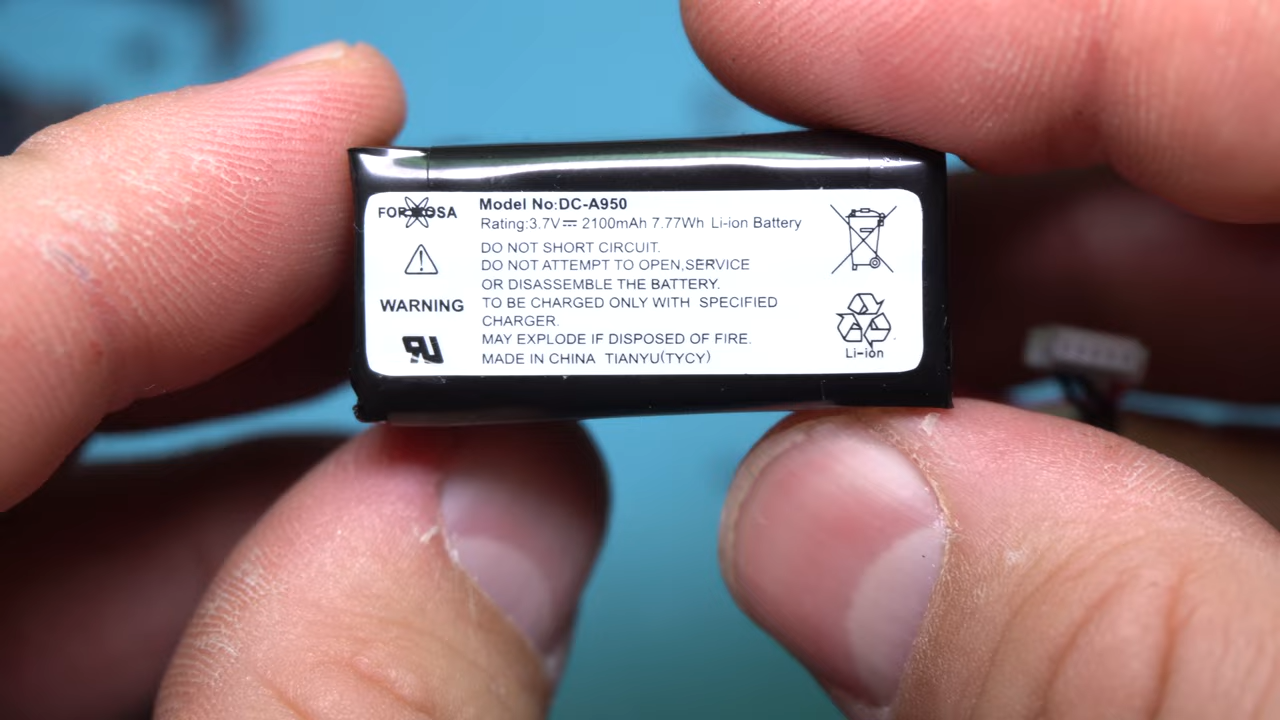 FORMOSA
Model No:DC-A950
Rating:3.7V⎓ 2100mAh 7.77Wh Li-ion Battery
DO NOT SHORT CIRCUIT.
DO NOT ATTEMPT TO OPEN,SERVICE
OR DISASSEMBLE THE BATTERY.
WARNING
TO BE CHARGED ONLY WITH SPECIFIED
CHARGER.
MAY EXPLODE IF DISPOSED OF FIRE.
MADE IN CHINA TIANYU(TYCY)
Li-ion